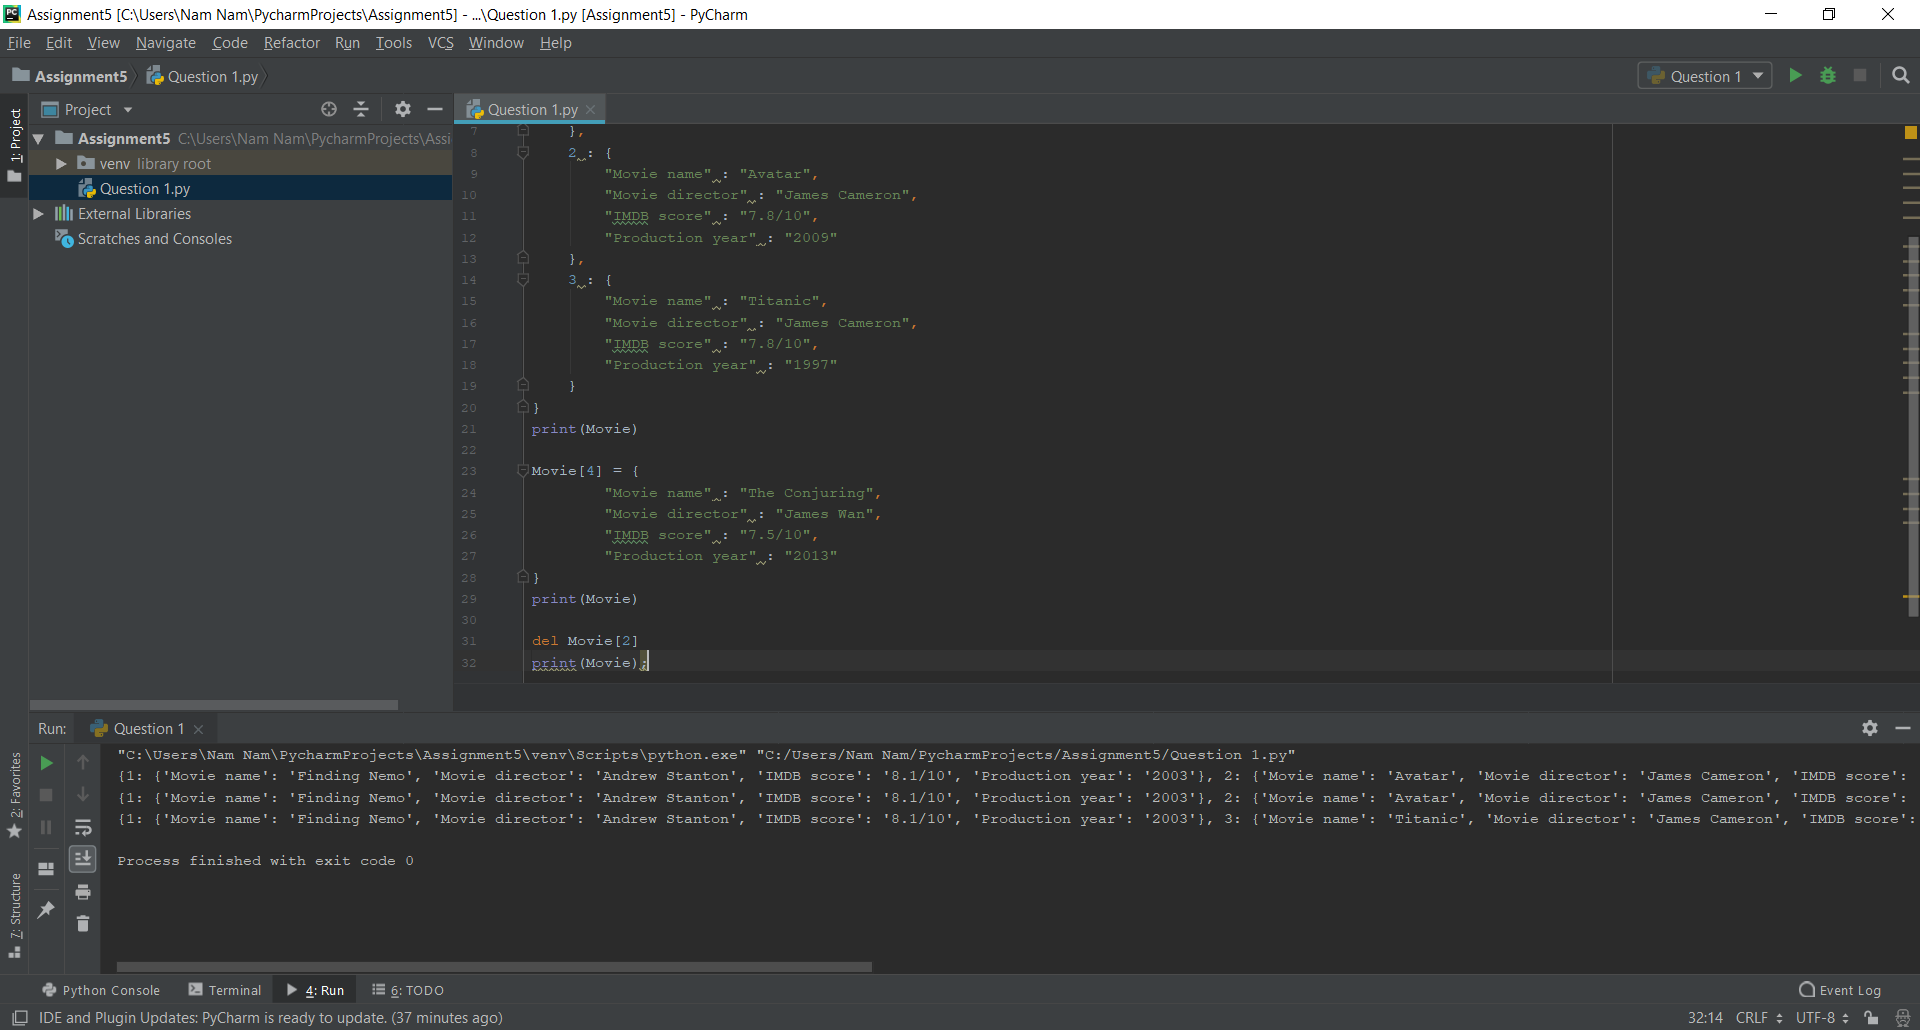 PC Assignment5 [C:\Users\Nam Nam\PycharmProjects\Assignment5] - ...\Question 1.py [Assignment5] - PyCharm
File Edit View Navigate Code Refactor Run Tools VCS Window Help
Assignment5 Question 1.py
Question 1
1: Project
Project
Assignment5 C:\Users\Nam Nam\PycharmProjects\Assi
venv library root
Question 1.py
External Libraries
Scratches and Consoles
Question 1.py
7 },
8 2 : {
9 "Movie name" : "Avatar",
10 "Movie director" : "James Cameron",
11 "IMDB score" : "7.8/10",
12 "Production year" : "2009"
13 },
14 3 : {
15 "Movie name" : "Titanic",
16 "Movie director" : "James Cameron",
17 "IMDB score" : "7.8/10",
18 "Production year" : "1997"
19 }
20 }
21 print(Movie)
22
23 Movie[4] = {
24 "Movie name" : "The Conjuring",
25 "Movie director" : "James Wan",
26 "IMDB score" : "7.5/10",
27 "Production year" : "2013"
28 }
29 print(Movie)
30
31 del Movie[2]
32 print(Movie);
Run: Question 1
"C:\Users\Nam Nam\PycharmProjects\Assignment5\venv\Scripts\python.exe" "C:/Users/Nam Nam/PycharmProjects/Assignment5/Question 1.py"
{1: {'Movie name': 'Finding Nemo', 'Movie director': 'Andrew Stanton', 'IMDB score': '8.1/10', 'Production year': '2003'}, 2: {'Movie name': 'Avatar', 'Movie director': 'James Cameron', 'IMDB score':
{1: {'Movie name': 'Finding Nemo', 'Movie director': 'Andrew Stanton', 'IMDB score': '8.1/10', 'Production year': '2003'}, 2: {'Movie name': 'Avatar', 'Movie director': 'James Cameron', 'IMDB score':
{1: {'Movie name': 'Finding Nemo', 'Movie director': 'Andrew Stanton', 'IMDB score': '8.1/10', 'Production year': '2003'}, 3: {'Movie name': 'Titanic', 'Movie director': 'James Cameron', 'IMDB score':
Process finished with exit code 0
2: Favorites
7: Structure
Python Console Terminal 4: Run 6: TODO Event Log
IDE and Plugin Updates: PyCharm is ready to update. (37 minutes ago) 32:14 CRLF UTF-8